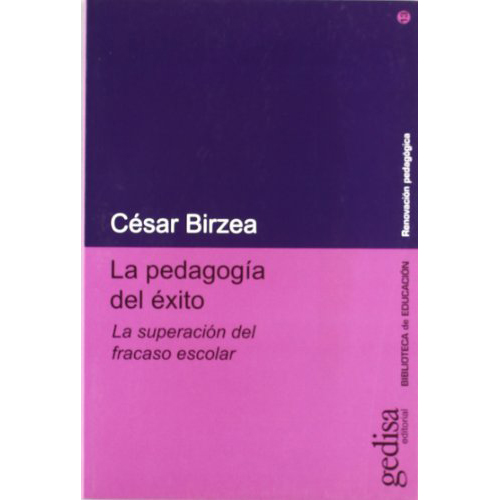 César Birzea
La pedagogía
del éxito
La superación del
fracaso escolar
Renovación pedagógica
BIBLIOTECA de EDUCACIÓN
gedisa
editorial